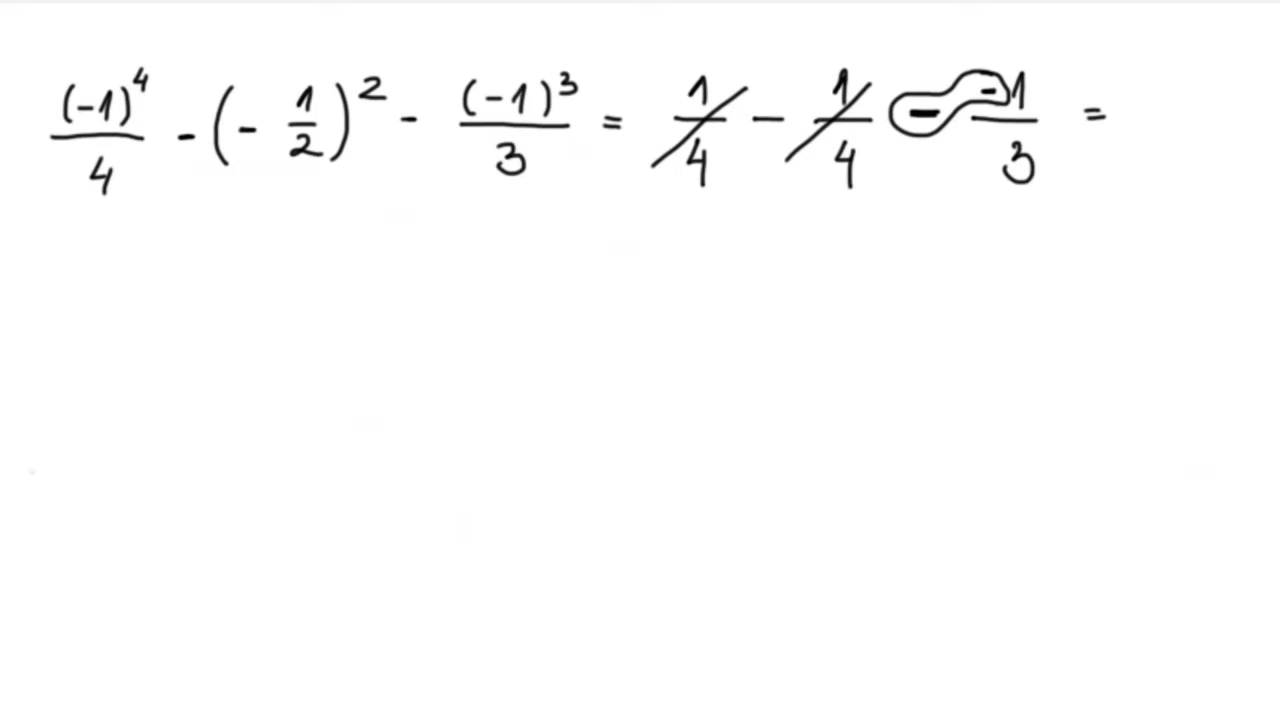 (-1)^4/4 - (-1/2)^2 - (-1)^3/3 = 1/4 - 1/4 - -1/3 =